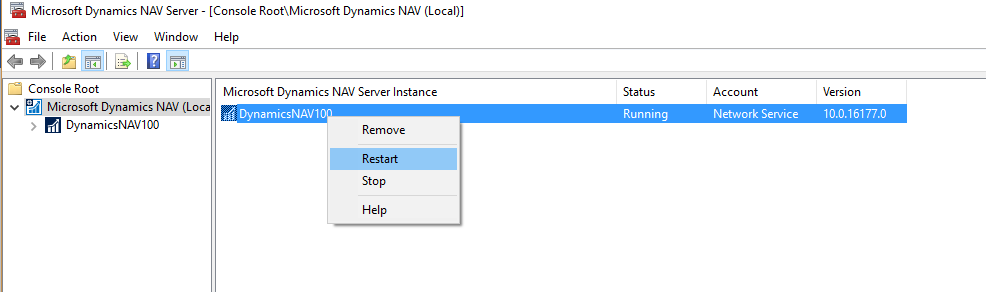 Microsoft Dynamics NAV Server - [Console Root\Microsoft Dynamics NAV (Local)]
File Action View Window Help
Console Root
Microsoft Dynamics NAV (Loca
DynamicsNAV100
Microsoft Dynamics NAV Server Instance Status Account Version
DynamicsNAV100 Running Network Service 10.0.16177.0
Remove
Restart
Stop
Help